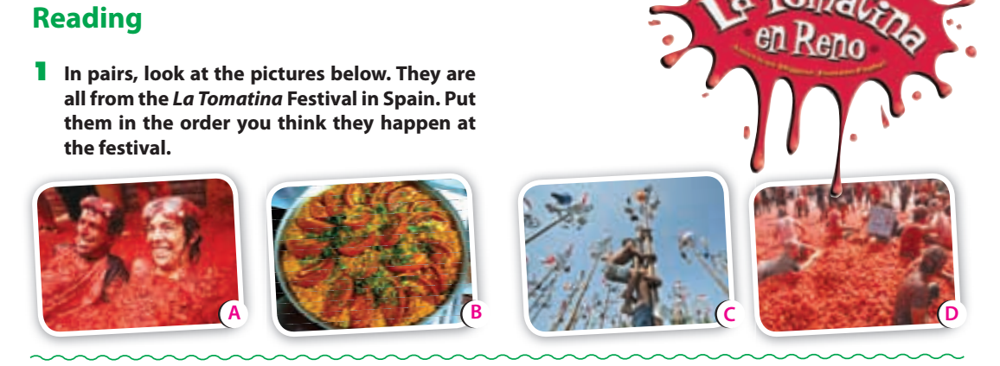 Reading
1 In pairs, look at the pictures below. They are
all from the La Tomatina Festival in Spain. Put
them in the order you think they happen at
the festival.
La Tomatina
en Reno
A
B
C
D